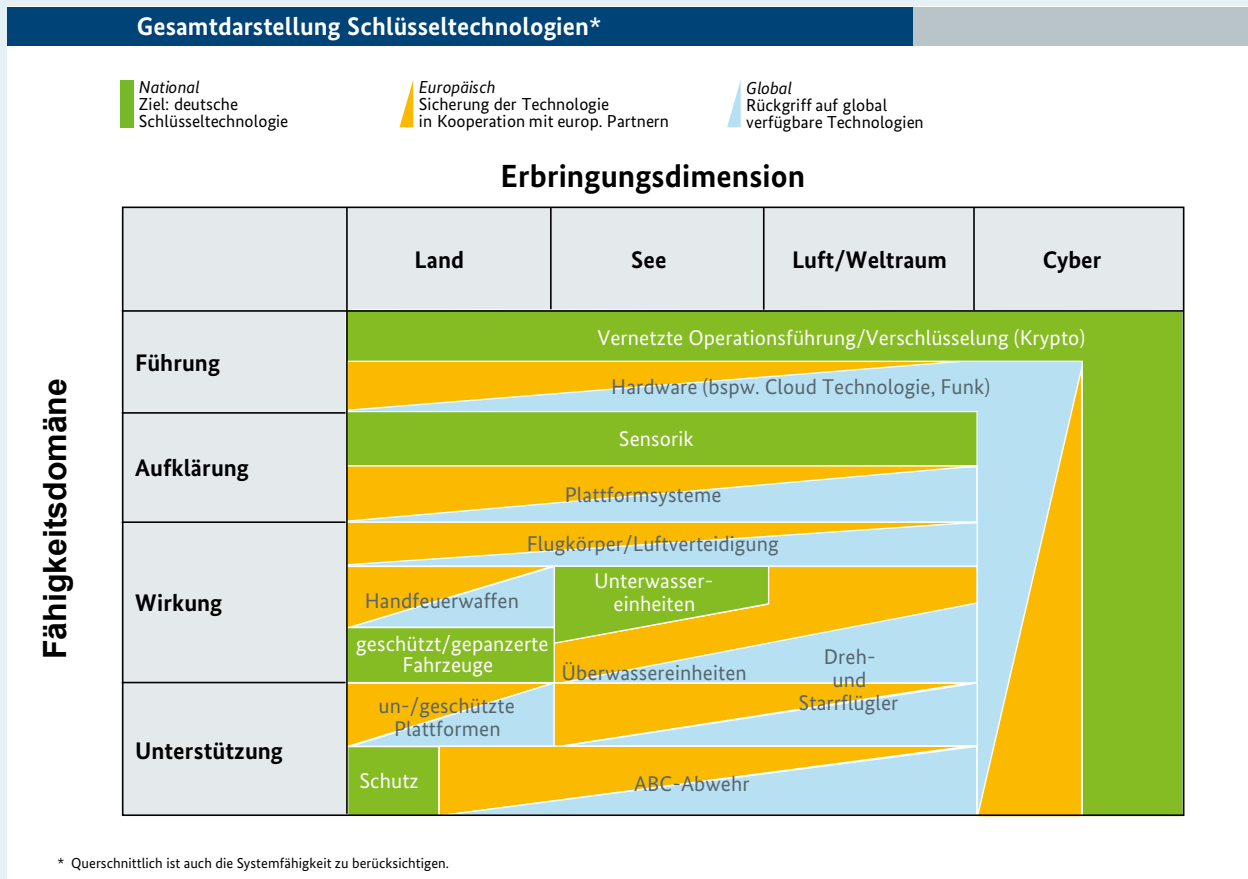 Gesamtdarstellung Schlüsseltechnologien*
National
Ziel: deutsche
Schlüsseltechnologie
Europäisch
Sicherung der Technologie
in Kooperation mit europ. Partnern
Global
Rückgriff auf global
verfügbare Technologien
Erbringungsdimension
Land
See
Luft/Weltraum
Cyber
Fähigkeitsdomäne
Führung
Vernetzte Operationsführung/Verschlüsselung (Krypto)
Hardware (bspw. Cloud Technologie, Funk)
Aufklärung
Sensorik
Plattformsysteme
Wirkung
Flugkörper/Luftverteidigung
Handfeuerwaffen
Unterwasser-
einheiten
geschützt/gepanzerte
Fahrzeuge
Überwassereinheiten
Dreh-
und
Starrflügler
Unterstützung
un-/geschützte
Plattformen
Schutz
ABC-Abwehr
* Querschnittlich ist auch die Systemfähigkeit zu berücksichtigen.